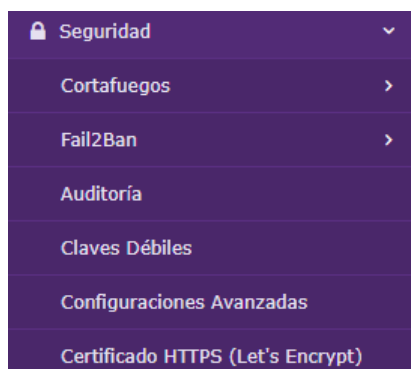 Seguridad
Cortafuegos
Fail2Ban
Auditoría
Claves Débiles
Configuraciones Avanzadas
Certificado HTTPS (Let's Encrypt)